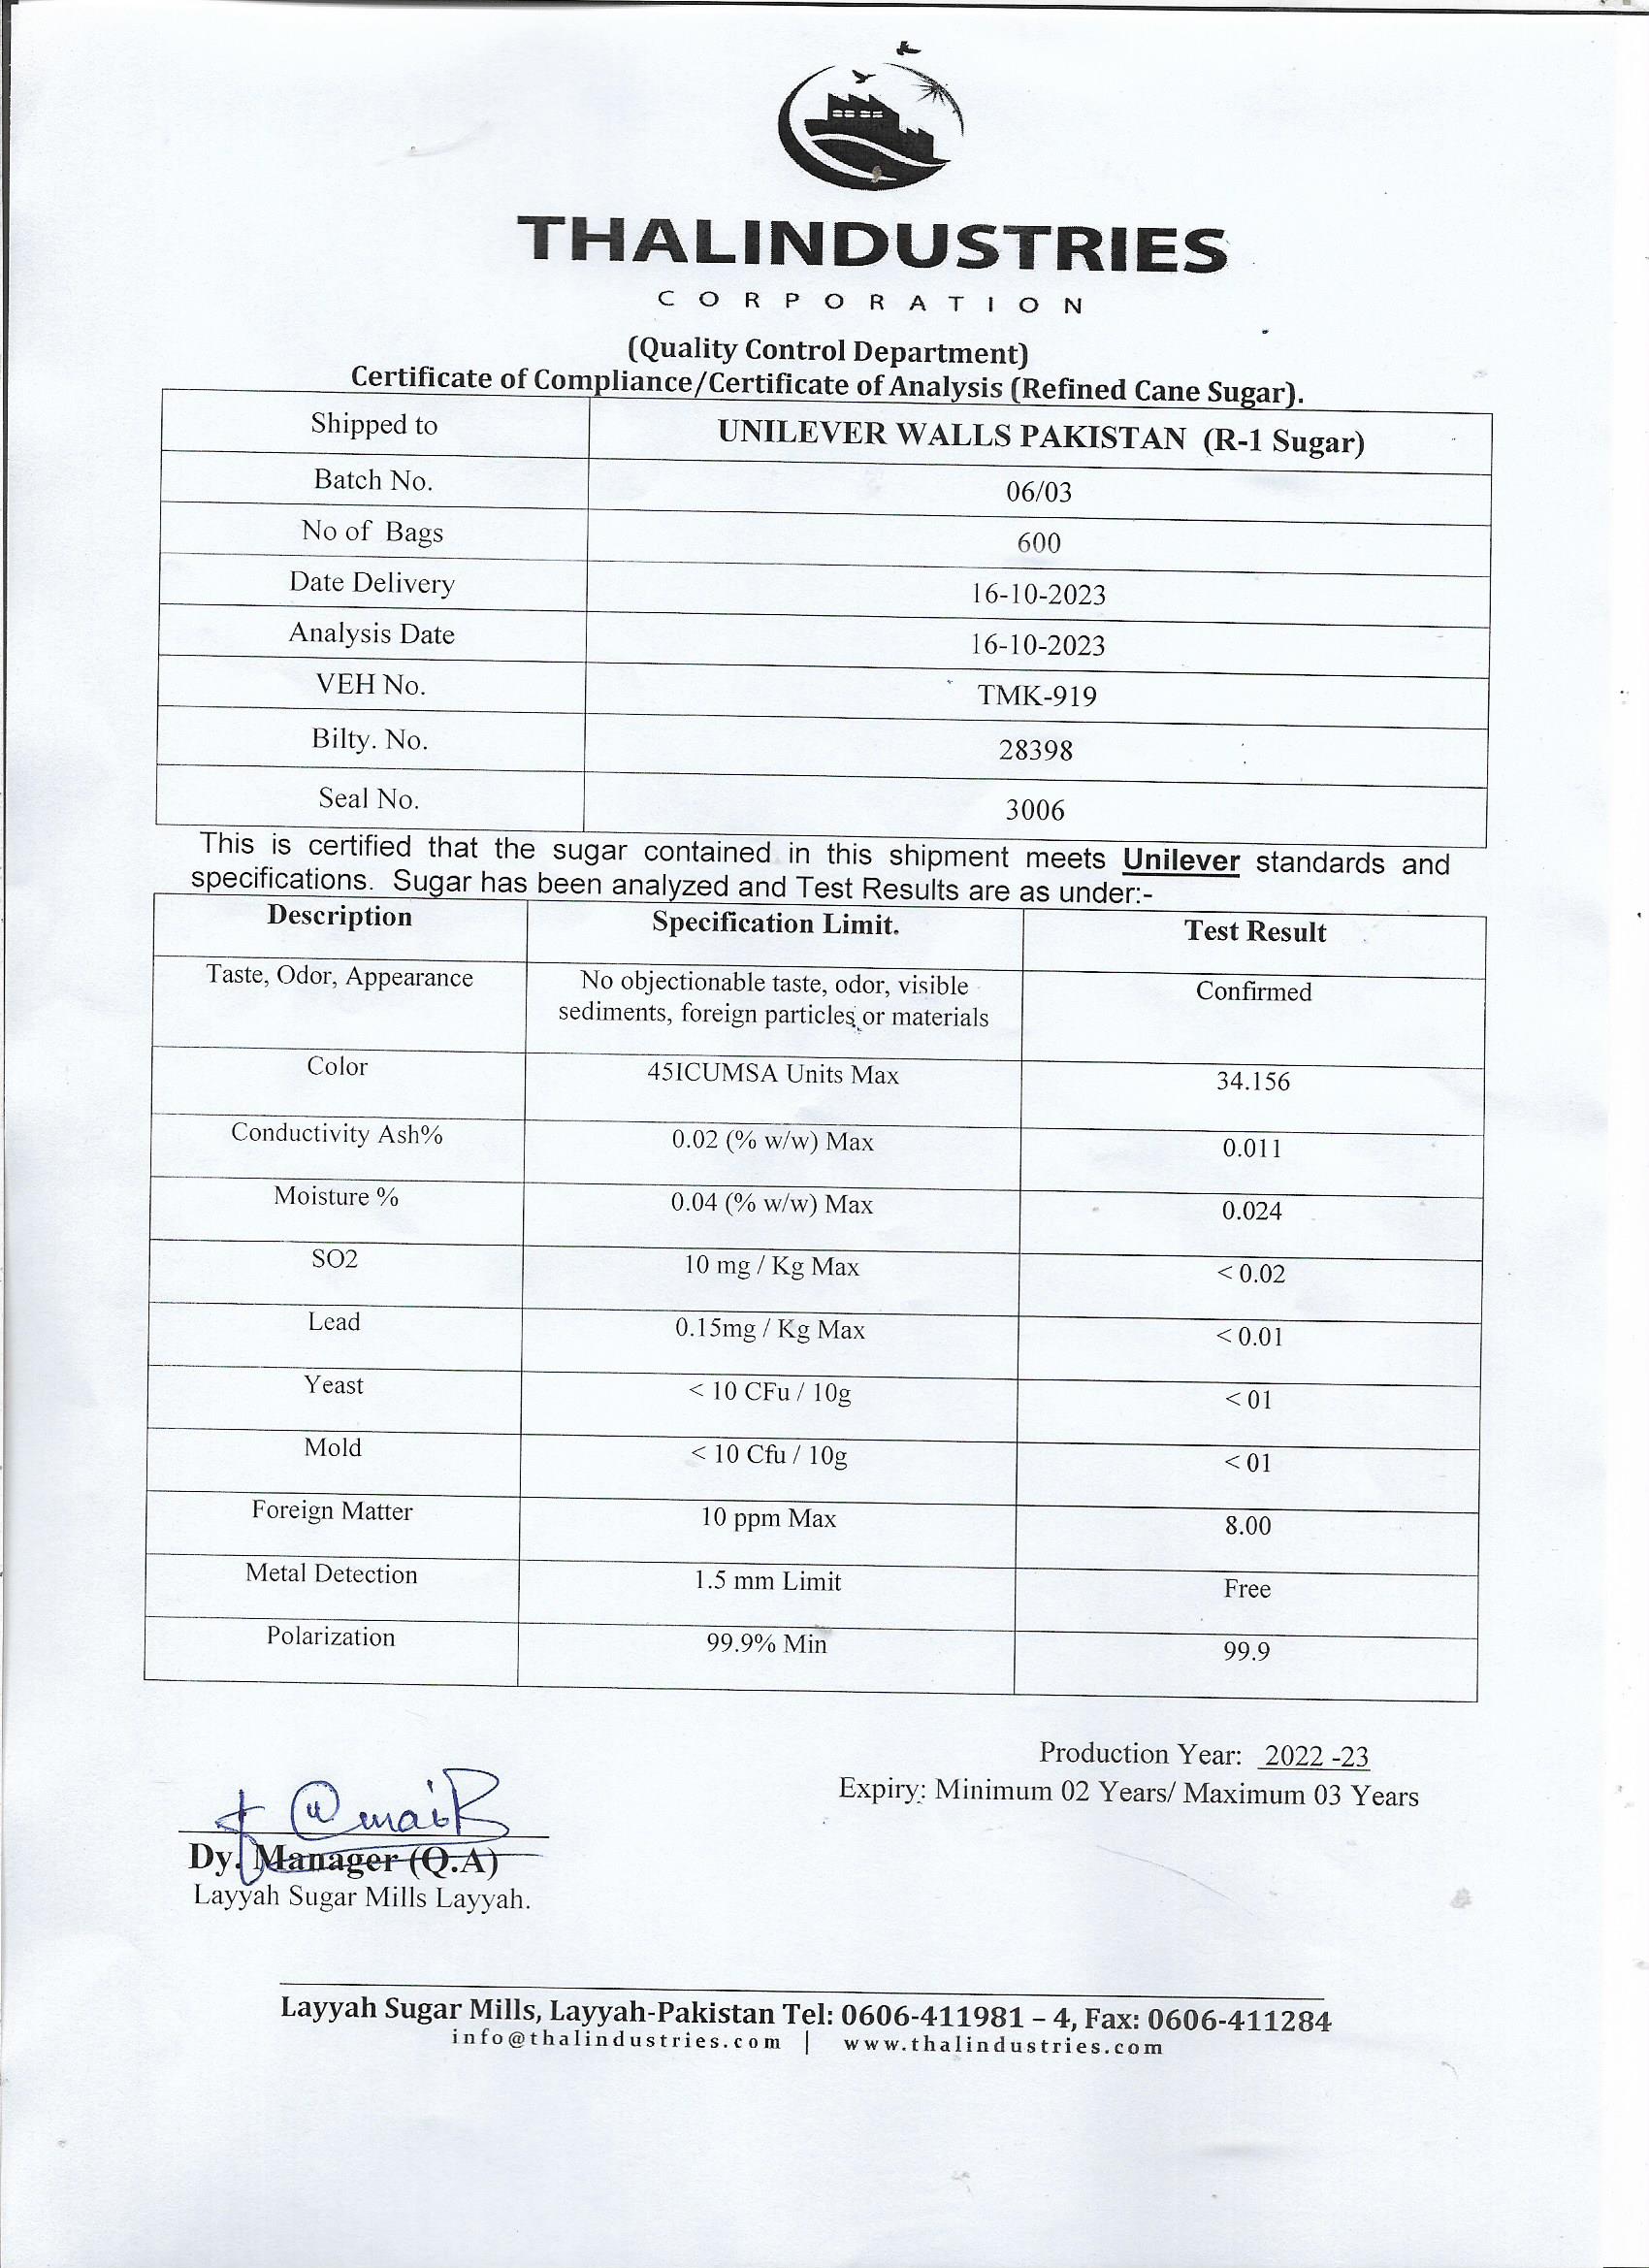 THALINDUSTRIES
CORPORATION
(Quality Control Department)
Certificate of Compliance/Certificate of Analysis (Refined Cane Sugar).
Shipped to UNILEVER WALLS PAKISTAN (R-1 Sugar)
Batch No. 06/03
No of Bags 600
Date Delivery 16-10-2023
Analysis Date 16-10-2023
VEH No. TMK-919
Bilty. No. 28398
Seal No. 3006
This is certified that the sugar contained in this shipment meets Unilever standards and
specifications. Sugar has been analyzed and Test Results are as under:-
Description Specification Limit. Test Result
Taste, Odor, Appearance No objectionable taste, odor, visible Confirmed
sediments, foreign particles or materials
Color 45ICUMSA Units Max 34.156
Conductivity Ash% 0.02 (% w/w) Max 0.011
Moisture % 0.04 (% w/w) Max 0.024
SO2 10 mg / Kg Max < 0.02
Lead 0.15mg / Kg Max < 0.01
Yeast < 10 CFu / 10g < 01
Mold < 10 Cfu / 10g < 01
Foreign Matter 10 ppm Max 8.00
Metal Detection 1.5 mm Limit Free
Polarization 99.9% Min 99.9
Production Year: 2022 -23
Expiry: Minimum 02 Years/ Maximum 03 Years
Dy. Manager (Q.A)
Layyah Sugar Mills Layyah.
Layyah Sugar Mills, Layyah-Pakistan Tel: 0606-411981 – 4, Fax: 0606-411284
info@thalindustries.com | www.thalindustries.com